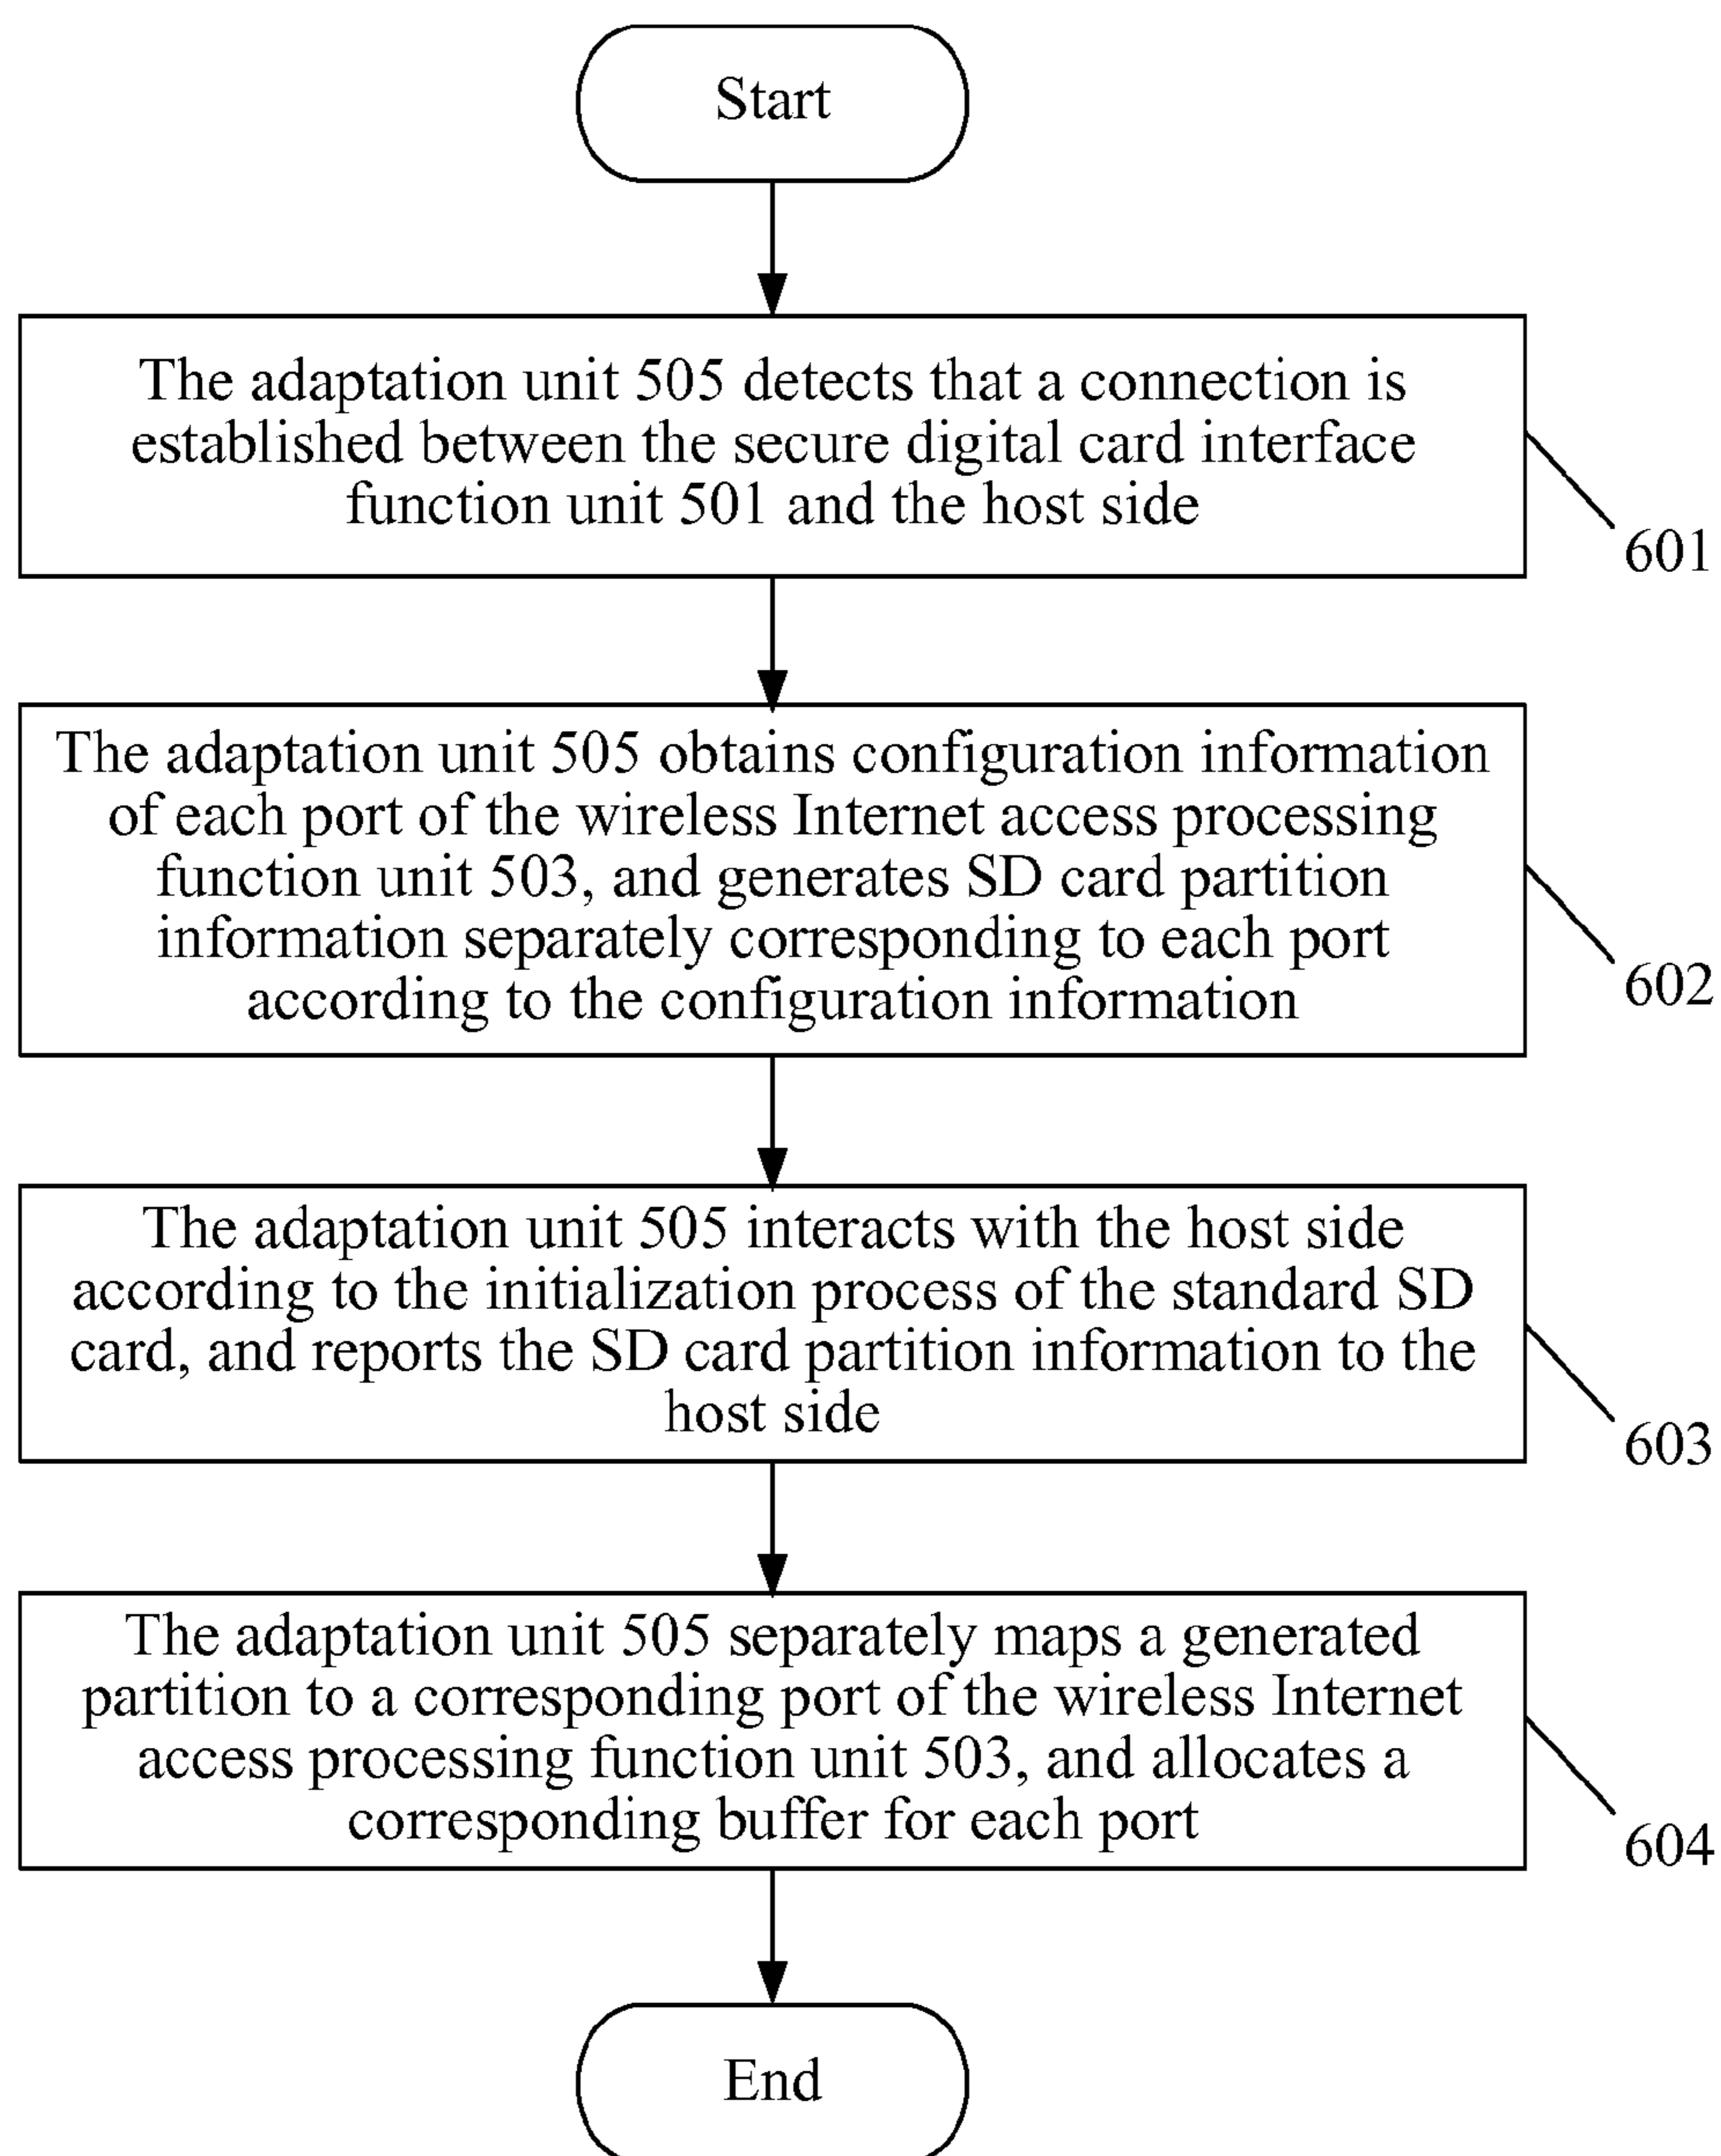 Start
The adaptation unit 505 detects that a connection is
established between the secure digital card interface
function unit 501 and the host side
601
The adaptation unit 505 obtains configuration information
of each port of the wireless Internet access processing
function unit 503, and generates SD card partition
information separately corresponding to each port
according to the configuration information
602
The adaptation unit 505 interacts with the host side
according to the initialization process of the standard SD
card, and reports the SD card partition information to the
host side
603
The adaptation unit 505 separately maps a generated
partition to a corresponding port of the wireless Internet
access processing function unit 503, and allocates a
corresponding buffer for each port
604
End